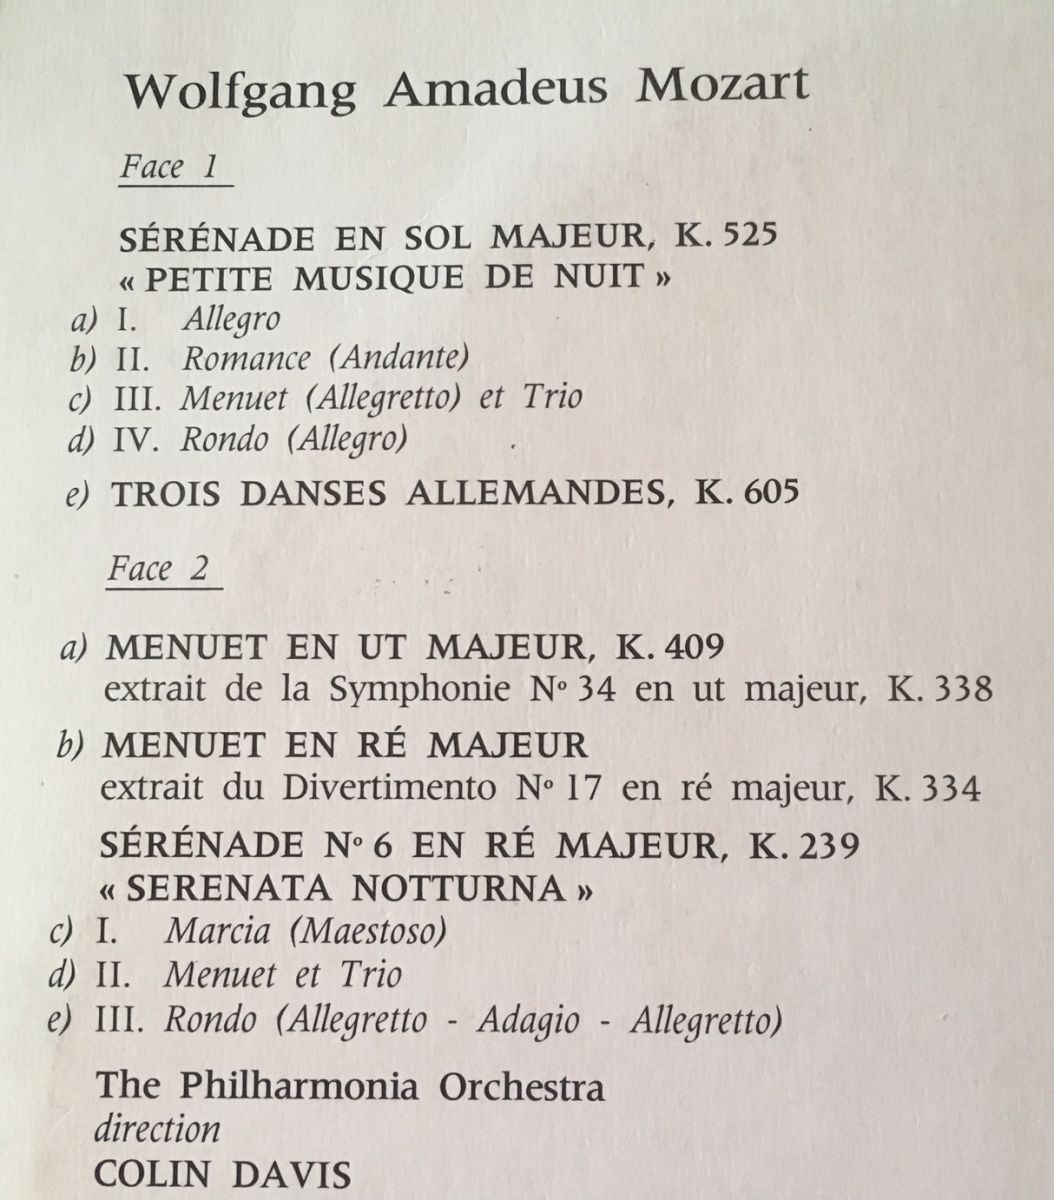 Wolfgang Amadeus Mozart
Face 1
SÉRÉNADE EN SOL MAJEUR, K. 525
« PETITE MUSIQUE DE NUIT »
a) I. Allegro
b) II. Romance (Andante)
c) III. Menuet (Allegretto) et Trio
d) IV. Rondo (Allegro)
e) TROIS DANSES ALLEMANDES, K. 605
Face 2
a) MENUET EN UT MAJEUR, K. 409
extrait de la Symphonie Nº 34 en ut majeur, K. 338
b) MENUET EN RÉ MAJEUR
extrait du Divertimento Nº 17 en ré majeur, K. 334
SÉRÉNADE Nº 6 EN RÉ MAJEUR, K. 239
« SERENATA NOTTURNA »
c) I. Marcia (Maestoso)
d) II. Menuet et Trio
e) III. Rondo (Allegretto - Adagio - Allegretto)
The Philharmonia Orchestra
direction
COLIN DAVIS